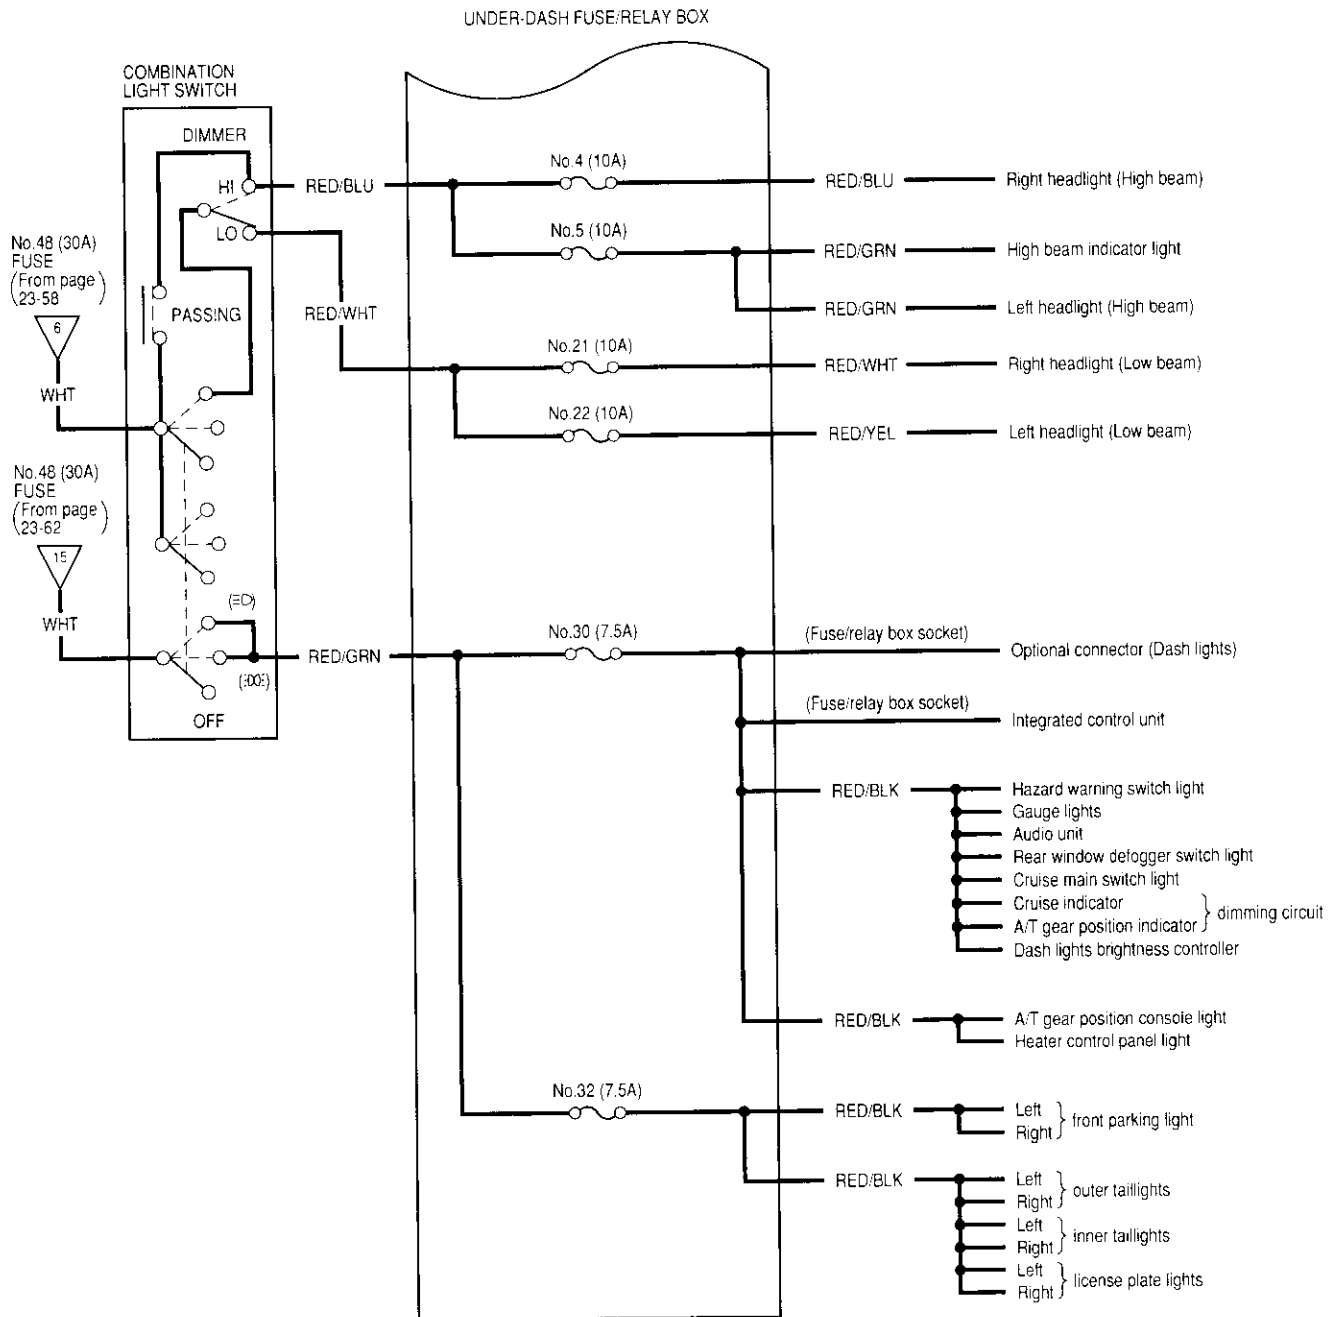 UNDER-DASH FUSE/RELAY BOX
COMBINATION
LIGHT SWITCH
DIMMER
HI
LO
PASSING
RED/BLU
RED/WHT
No.48 (30A)
FUSE
(From page
23-58)
6
WHT
No.48 (30A)
FUSE
(From page
23-62)
15
WHT
OFF
RED/GRN
No.4 (10A)
RED/BLU
Right headlight (High beam)
No.5 (10A)
RED/GRN
High beam indicator light
RED/GRN
Left headlight (High beam)
No.21 (10A)
RED/WHT
Right headlight (Low beam)
No.22 (10A)
RED/YEL
Left headlight (Low beam)
No.30 (7.5A)
(Fuse/relay box socket)
Optional connector (Dash lights)
(Fuse/relay box socket)
Integrated control unit
RED/BLK
Hazard warning switch light
Gauge lights
Audio unit
Rear window defogger switch light
Cruise main switch light
Cruise indicator
A/T gear position indicator
dimming circuit
Dash lights brightness controller
RED/BLK
A/T gear position console light
Heater control panel light
No.32 (7.5A)
RED/BLK
Left
Right
front parking light
RED/BLK
Left
Right
outer taillights
Left
Right
inner taillights
Left
Right
license plate lights